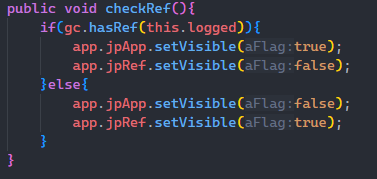 public void checkRef(){
if(gc.hasRef(this.logged)){
app.jpApp.setVisible(aFlag:true);
app.jpRef.setVisible(aFlag:false);
}else{
app.jpApp.setVisible(aFlag:false);
app.jpRef.setVisible(aFlag:true);
}
}